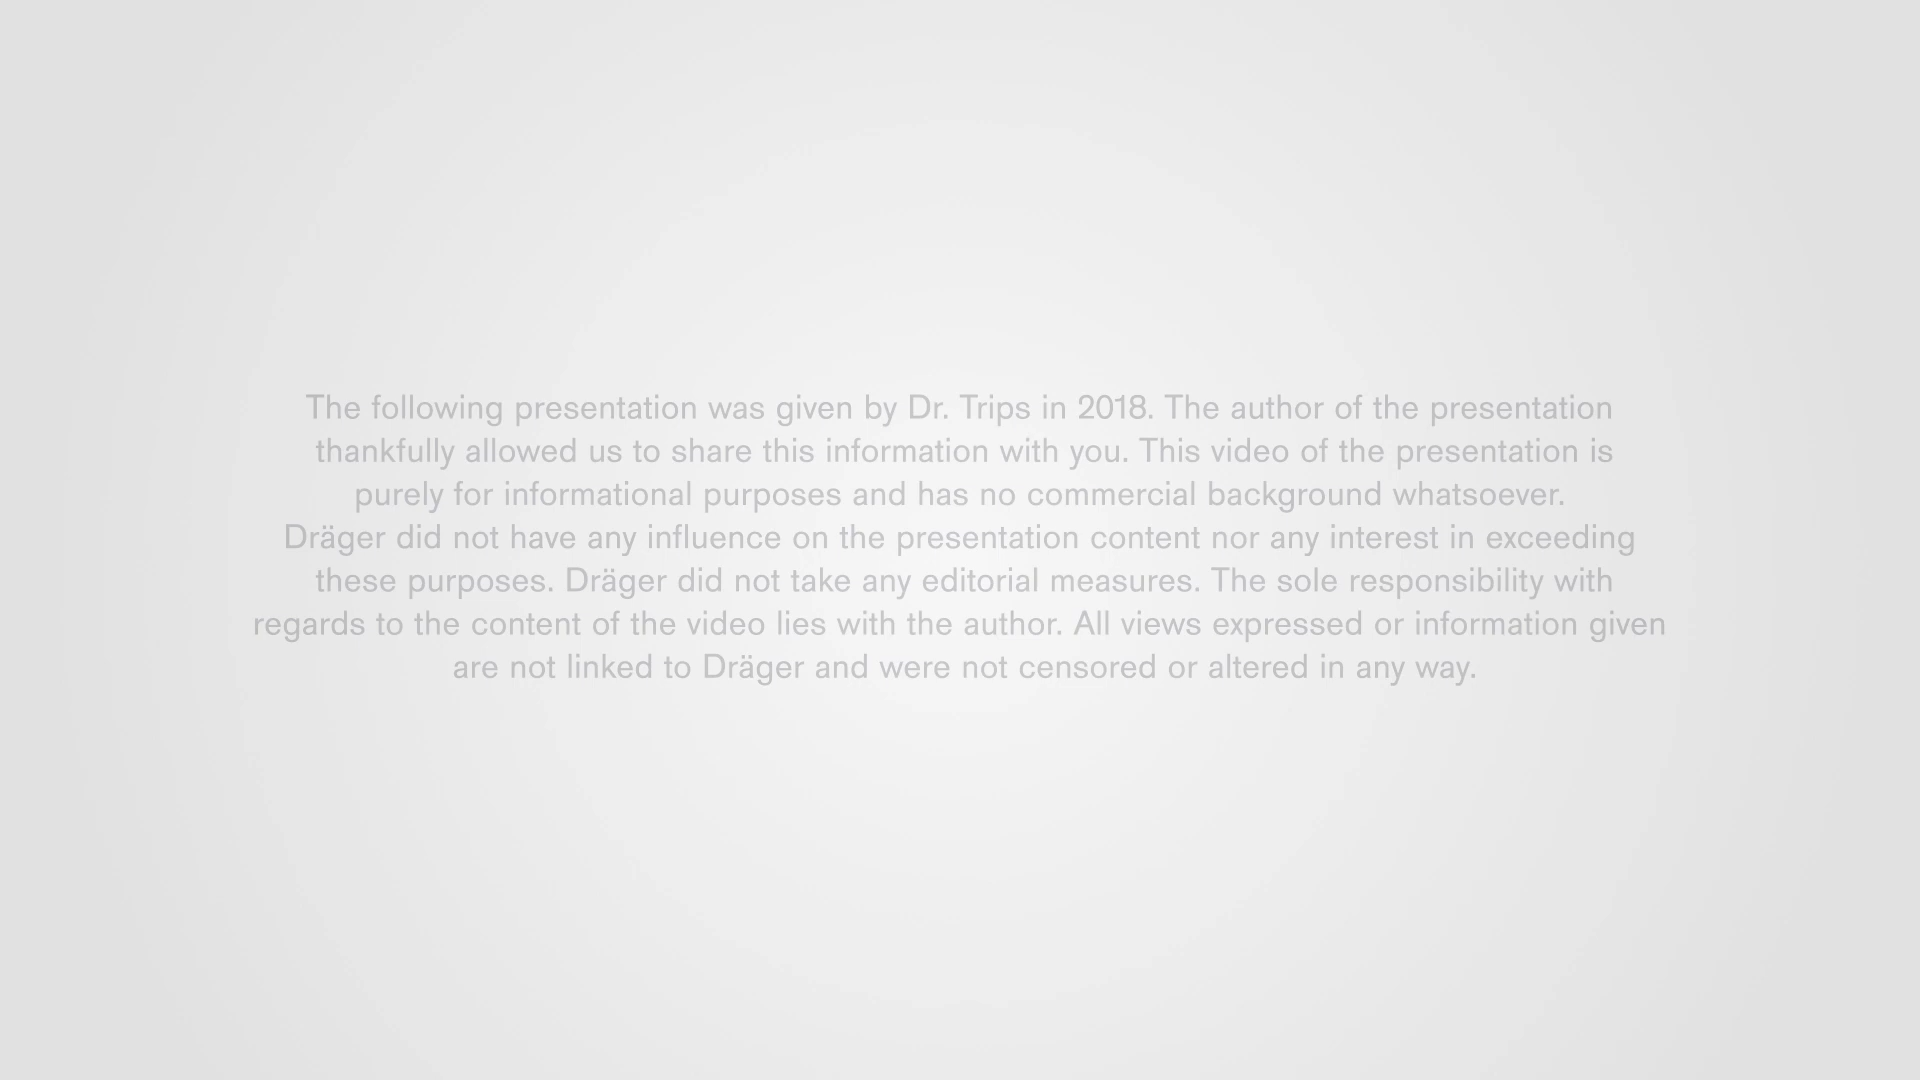 The following presentation was given by Dr. Trips in 2018. The author of the presentation
thankfully allowed us to share this information with you. This video of the presentation is
purely for informational purposes and has no commercial background whatsoever.
Dräger did not have any influence on the presentation content nor any interest in exceeding
these purposes. Dräger did not take any editorial measures. The sole responsibility with
regards to the content of the video lies with the author. All views expressed or information given
are not linked to Dräger and were not censored or altered in any way.